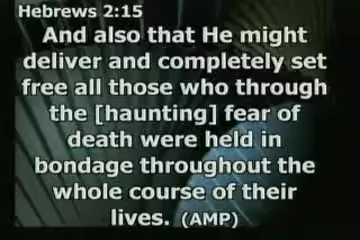 Hebrews 2:15
And also that He might
deliver and completely set
free all those who through
the [haunting] fear of
death were held in
bondage throughout the
whole course of their
lives. (AMP)